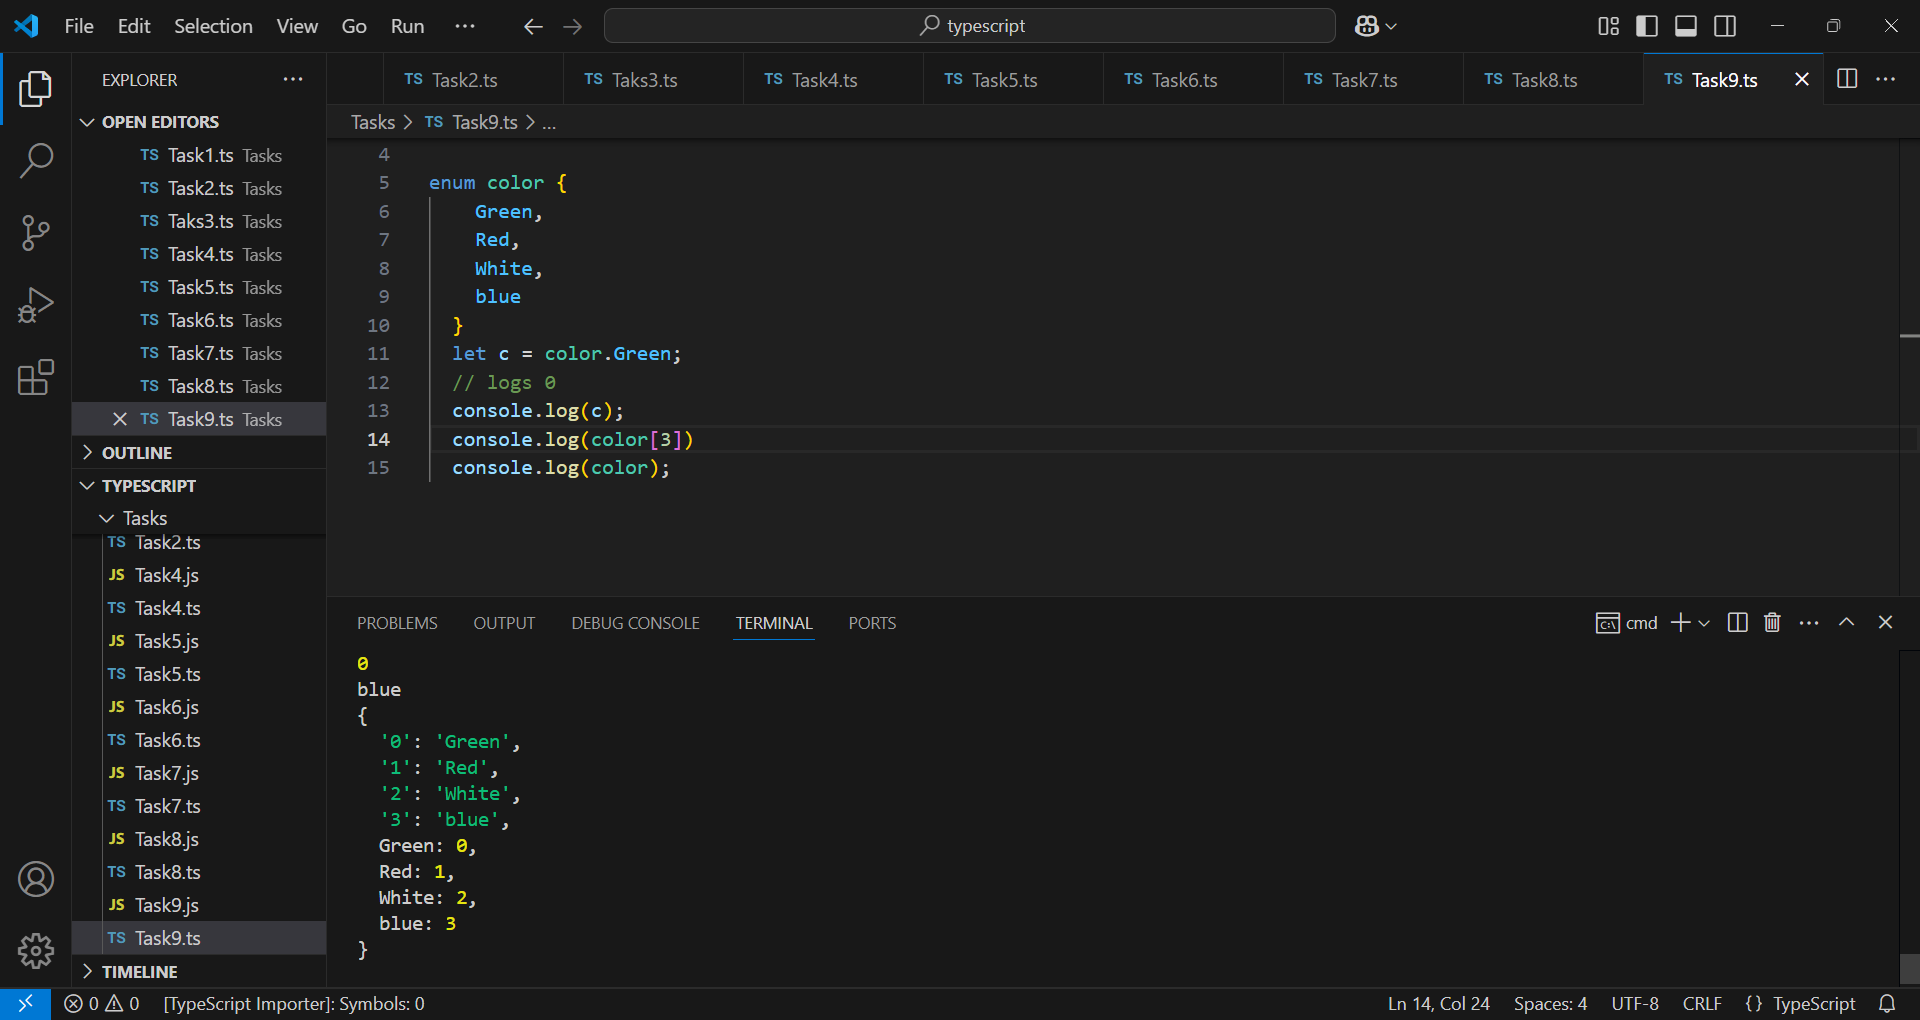 File Edit Selection View Go Run ··· typescript
EXPLORER ···
OPEN EDITORS
TS Task1.ts Tasks
TS Task2.ts Tasks
TS Taks3.ts Tasks
TS Task4.ts Tasks
TS Task5.ts Tasks
TS Task6.ts Tasks
TS Task7.ts Tasks
TS Task8.ts Tasks
TS Task9.ts Tasks
OUTLINE
TYPESCRIPT
Tasks
TS Task2.ts
JS Task4.js
TS Task4.ts
JS Task5.js
TS Task5.ts
JS Task6.js
TS Task6.ts
JS Task7.js
TS Task7.ts
JS Task8.js
TS Task8.ts
JS Task9.js
TS Task9.ts
TIMELINE
TS Task2.ts TS Taks3.ts TS Task4.ts TS Task5.ts TS Task6.ts TS Task7.ts TS Task8.ts TS Task9.ts ···
Tasks > TS Task9.ts > ...
4
5 enum color {
6 Green,
7 Red,
8 White,
9 blue
10 }
11 let c = color.Green;
12 // logs 0
13 console.log(c);
14 console.log(color[3])
15 console.log(color);
PROBLEMS OUTPUT DEBUG CONSOLE TERMINAL PORTS cmd ···
0
blue
{
'0': 'Green',
'1': 'Red',
'2': 'White',
'3': 'blue',
Green: 0,
Red: 1,
White: 2,
blue: 3
}
0 0 [TypeScript Importer]: Symbols: 0 Ln 14, Col 24 Spaces: 4 UTF-8 CRLF {} TypeScript